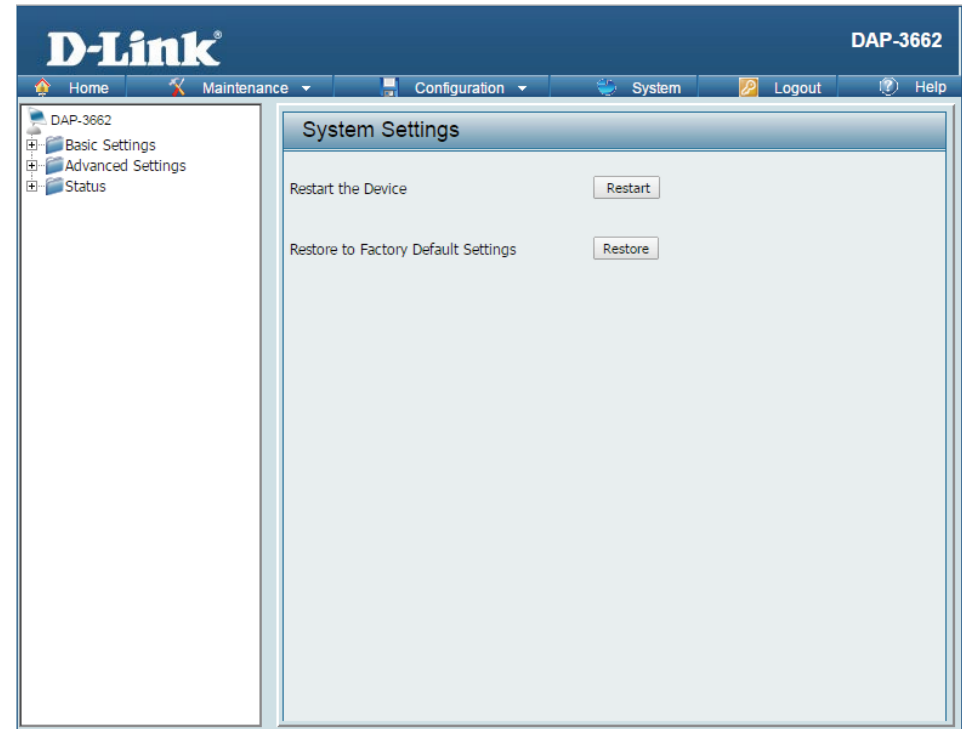 D-Link®
DAP-3662
Home Maintenance Configuration System Logout Help
DAP-3662
Basic Settings
Advanced Settings
Status
System Settings
Restart the Device Restart
Restore to Factory Default Settings Restore